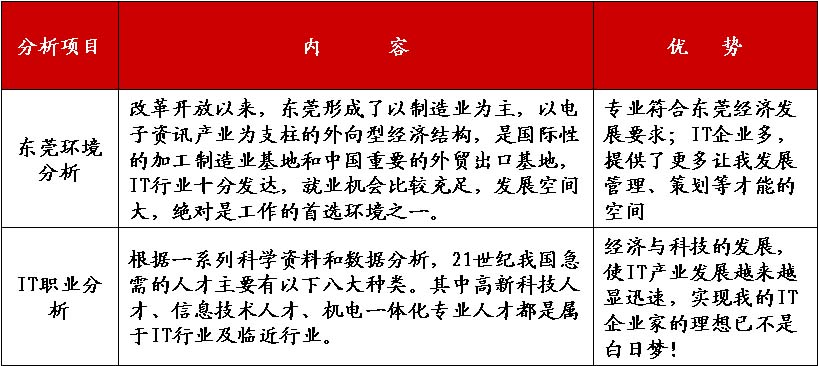 分析项目
内 容
优 势
东莞环境
分析
改革开放以来，东莞形成了以制造业为主，以电
子资讯产业为支柱的外向型经济结构，是国际性
的加工制造业基地和中国重要的外贸出口基地，
IT行业十分发达，就业机会比较充足，发展空间
大，绝对是工作的首选环境之一。
专业符合东莞经济发
展要求；IT企业多，
提供了更多让我发展
管理、策划等才能的
空间
IT职业分
析
根据一系列科学资料和数据分析，21世纪我国急
需的人才主要有以下八大种类。其中高新科技人
才、信息技术人才、机电一体化专业人才都是属
于IT行业及临近行业。
经济与科技的发展，
使IT产业发展越来越
显迅速，实现我的IT
企业家的理想已不是
白日梦！